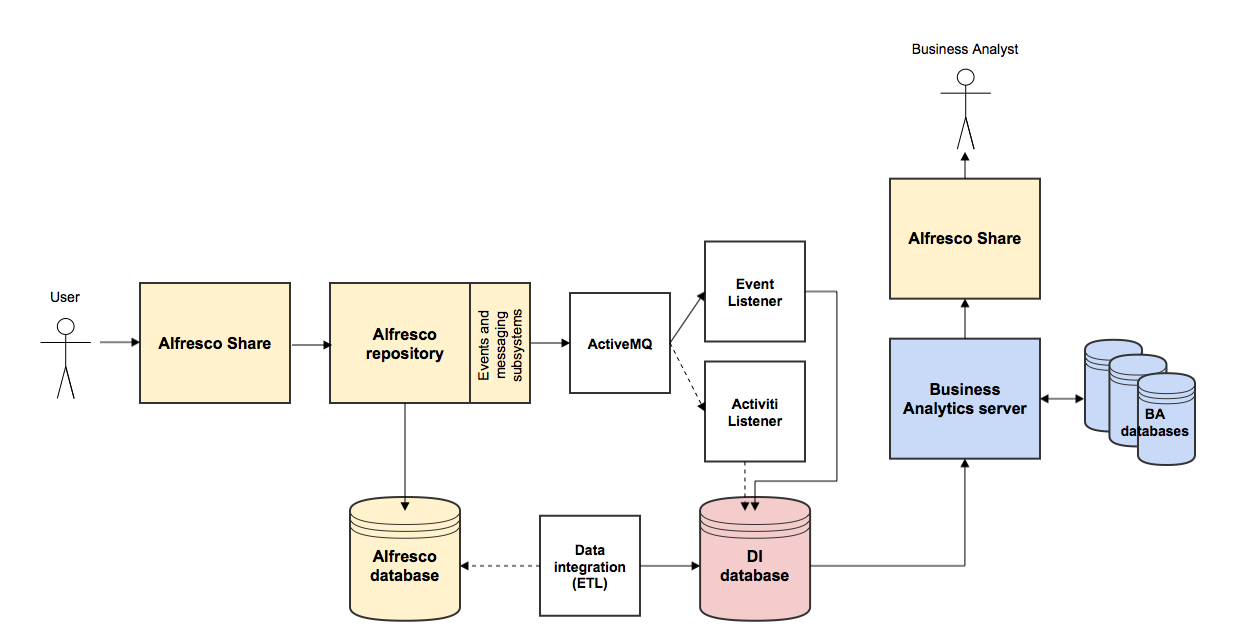 Business Analyst
Alfresco Share
User
Alfresco Share
Alfresco
repository
Events and
messaging
subsystems
ActiveMQ
Event
Listener
Activiti
Listener
Business
Analytics server
BA
databases
Alfresco
database
Data
integration
(ETL)
DI
database